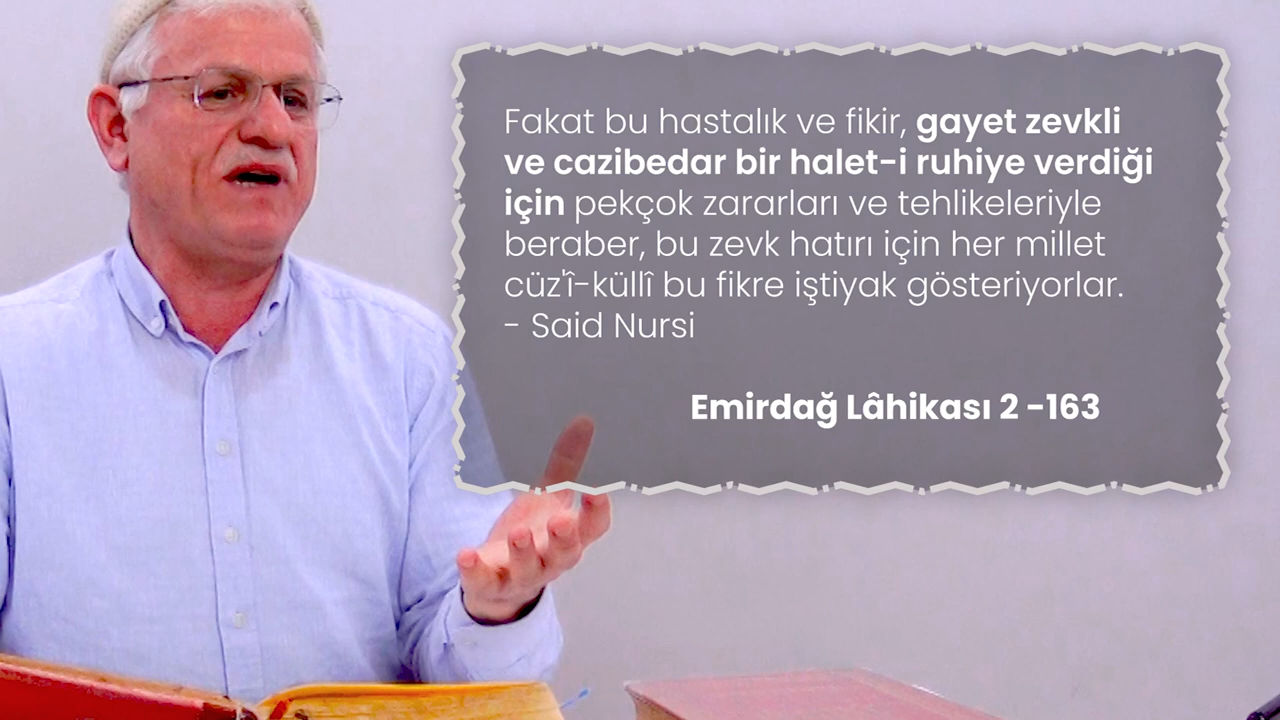 Fakat bu hastalık ve fikir, gayet zevkli
ve cazibedar bir halet-i ruhiye verdiği
için pekçok zararları ve tehlikeleriyle
beraber, bu zevk hatırı için her millet
cüz'î-küllî bu fikre iştiyak gösteriyorlar.
- Said Nursi
Emirdağ Lâhikası 2 -163